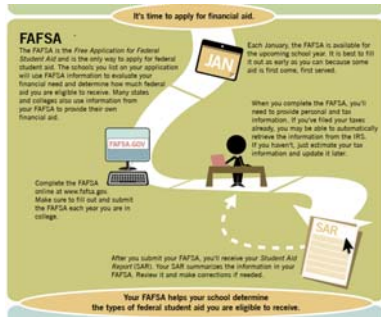 It's time to apply for financial aid.
FAFSA
The FAFSA is the Free Application for Federal
Student Aid and is the only way to apply for federal
student aid. The schools you list on your application
will use FAFSA information to evaluate your
financial need and determine how much federal
aid you are eligible to receive. Many states
and colleges also use information from
your FAFSA to provide their own
financial aid.
JAN
Each January, the FAFSA is available for
the upcoming school year. It is best to fill
it out as early as you can because some
aid is first come, first served.
When you complete the FAFSA, you'll
need to provide personal and tax
information. If you've filed your taxes
already, you may be able to automatically
retrieve the information from the IRS.
If you haven't, just estimate your tax
information and update it later.
FAFSA.GOV
Complete the FAFSA
online at www.fafsa.gov.
Make sure to fill out and submit
the FAFSA each year you are in
college.
SAR
After you submit your FAFSA, you'll receive your Student Aid
Report (SAR). Your SAR summarizes the information in your
FAFSA. Review it and make corrections if needed.
Your FAFSA helps your school determine
the types of federal student aid you are eligible to receive.